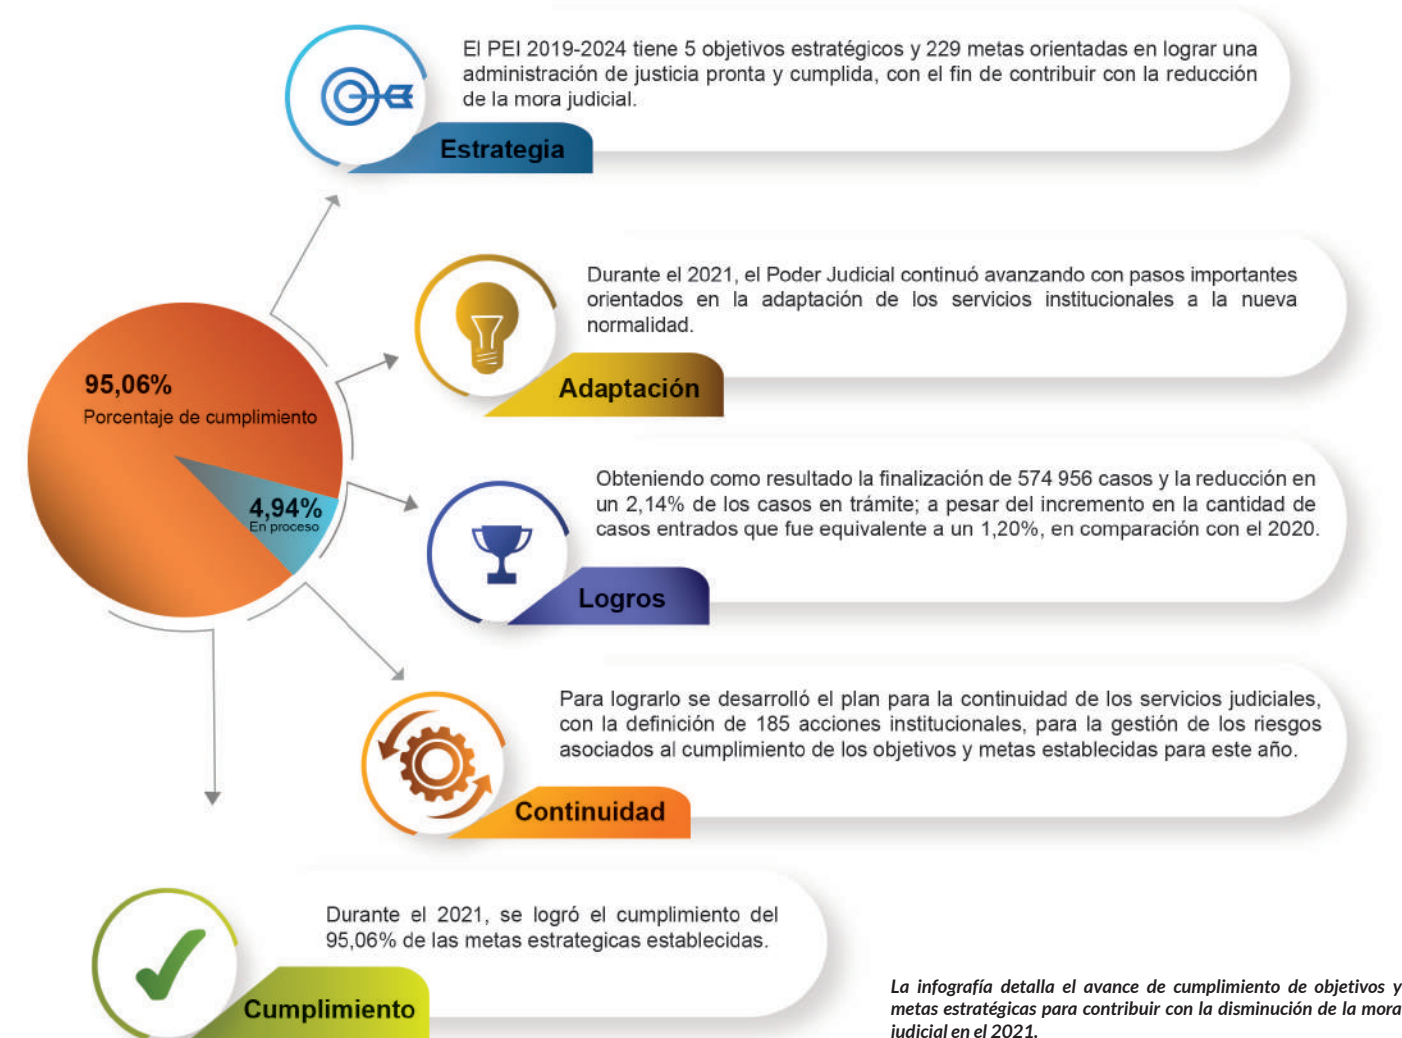 El PEI 2019-2024 tiene 5 objetivos estratégicos y 229 metas orientadas en lograr una
administración de justicia pronta y cumplida, con el fin de contribuir con la reducción
de la mora judicial.
Estrategia
Durante el 2021, el Poder Judicial continuó avanzando con pasos importantes
orientados en la adaptación de los servicios institucionales a la nueva
normalidad.
Adaptación
95,06%
Porcentaje de cumplimiento
4,94%
En proceso
Obteniendo como resultado la finalización de 574 956 casos y la reducción en
un 2,14% de los casos en trámite; a pesar del incremento en la cantidad de
casos entrados que fue equivalente a un 1,20%, en comparación con el 2020.
Logros
Para lograrlo se desarrolló el plan para la continuidad de los servicios judiciales,
con la definición de 185 acciones institucionales, para la gestión de los riesgos
asociados al cumplimiento de los objetivos y metas establecidas para este año.
Continuidad
Durante el 2021, se logró el cumplimiento del
95,06% de las metas estrategicas establecidas.
Cumplimiento
La infografía detalla el avance de cumplimiento de objetivos y
metas estratégicas para contribuir con la disminución de la mora
judicial en el 2021.